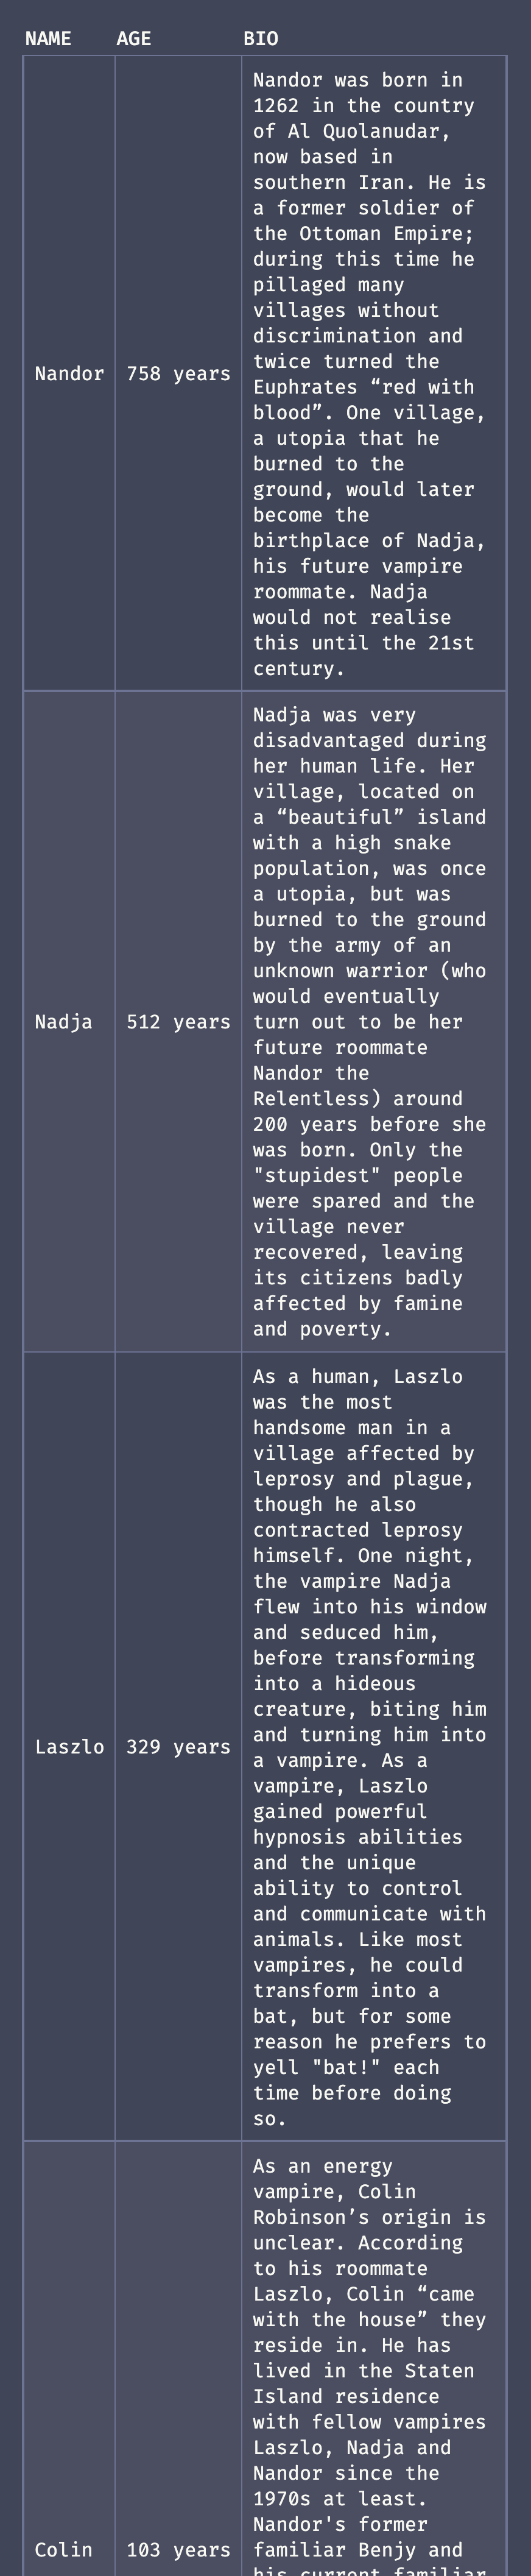 NAME AGE BIO
Nandor was born in
1262 in the country
of Al Quolanudar,
now based in
southern Iran. He is
a former soldier of
the Ottoman Empire;
during this time he
pillaged many
villages without
discrimination and
twice turned the
Nandor 758 years Euphrates “red with
blood”. One village,
a utopia that he
burned to the
ground, would later
become the
birthplace of Nadja,
his future vampire
roommate. Nadja
would not realise
this until the 21st
century.
Nadja was very
disadvantaged during
her human life. Her
village, located on
a “beautiful” island
with a high snake
population, was once
a utopia, but was
burned to the ground
by the army of an
unknown warrior (who
would eventually
Nadja 512 years turn out to be her
future roommate
Nandor the
Relentless) around
200 years before she
was born. Only the
"stupidest" people
were spared and the
village never
recovered, leaving
its citizens badly
affected by famine
and poverty.
As a human, Laszlo
was the most
handsome man in a
village affected by
leprosy and plague,
though he also
contracted leprosy
himself. One night,
the vampire Nadja
flew into his window
and seduced him,
before transforming
into a hideous
creature, biting him
and turning him into
Laszlo 329 years a vampire. As a
vampire, Laszlo
gained powerful
hypnosis abilities
and the unique
ability to control
and communicate with
animals. Like most
vampires, he could
transform into a
bat, but for some
reason he prefers to
yell "bat!" each
time before doing
so.
As an energy
vampire, Colin
Robinson’s origin is
unclear. According
to his roommate
Laszlo, Colin “came
with the house” they
reside in. He has
lived in the Staten
Island residence
with fellow vampires
Laszlo, Nadja and
Nandor since the
1970s at least.
Nandor's former
Colin 103 years familiar Benjy and
his current familiar